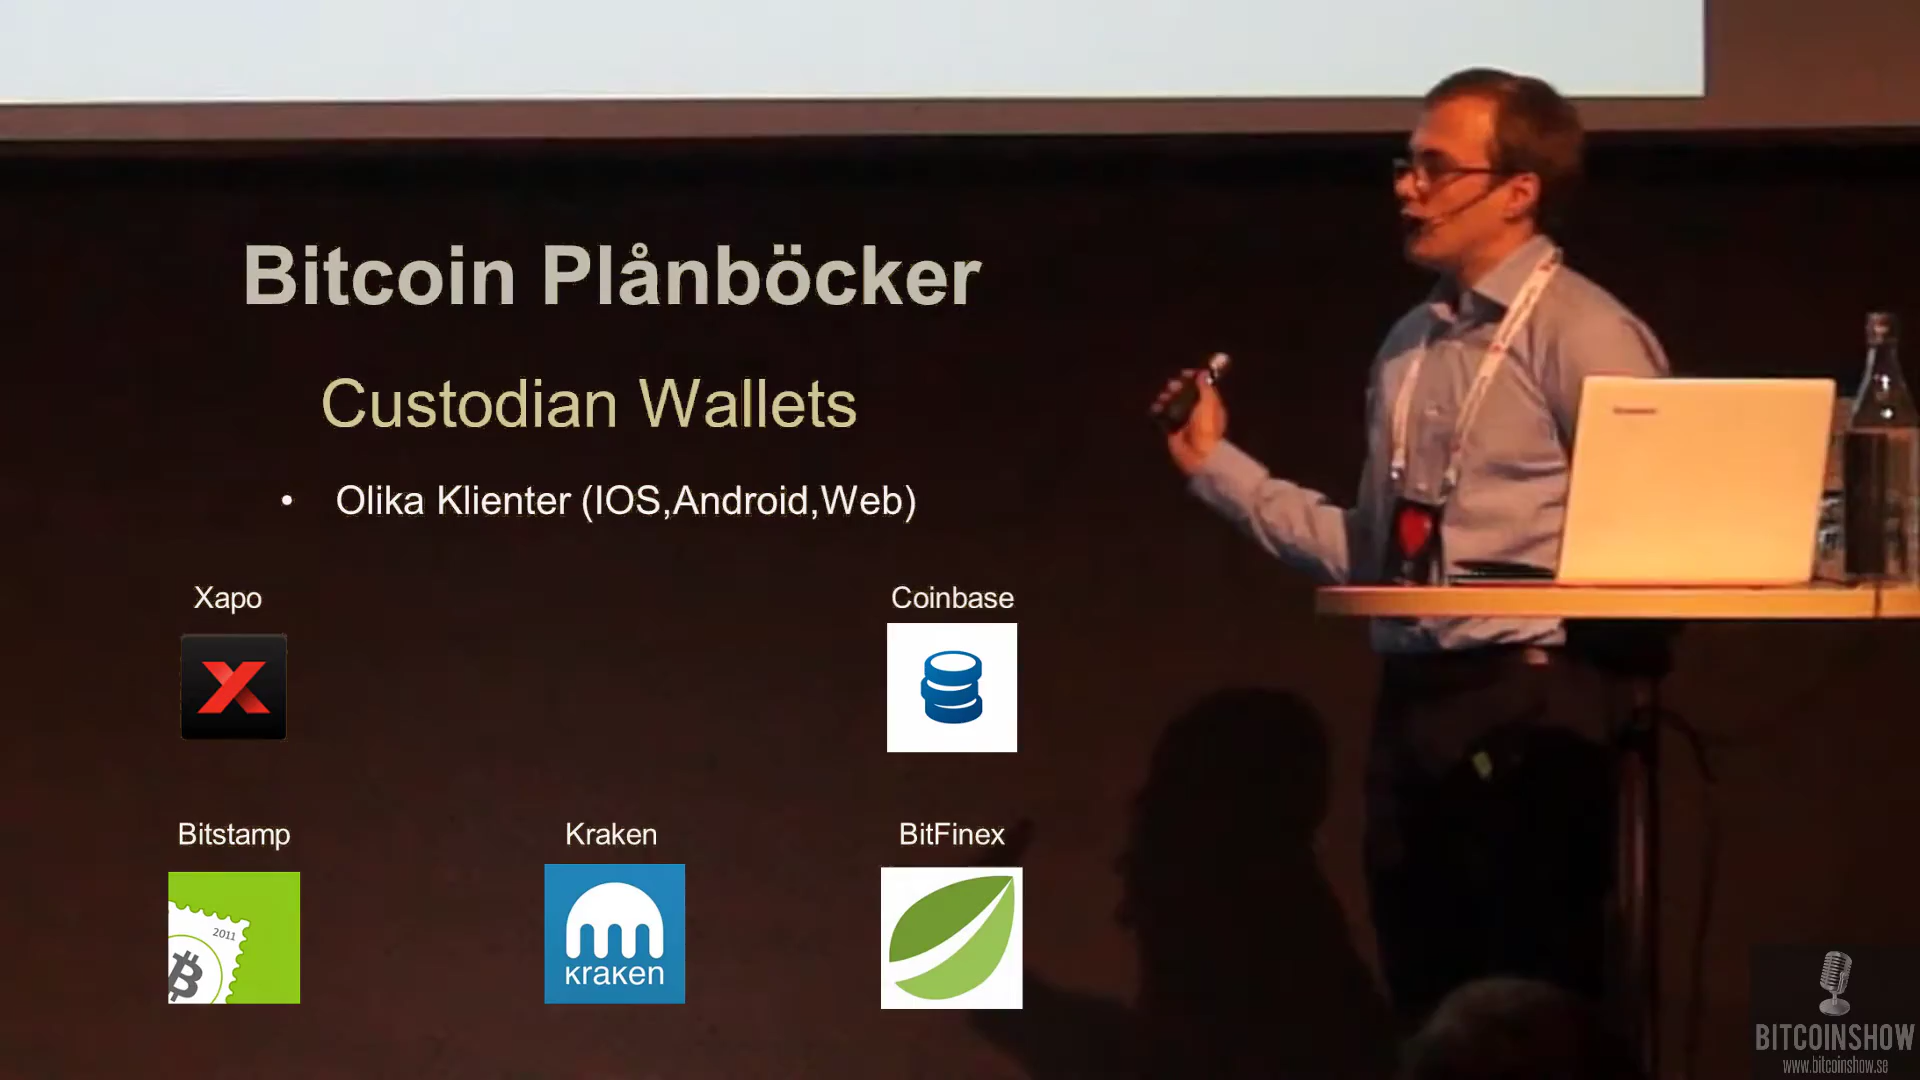 Bitcoin Plånböcker
Custodian Wallets
• Olika Klienter (IOS,Android,Web)
Xapo
Coinbase
Bitstamp
Kraken
BitFinex
2011
kraken
BITCOINSHOW
www.bitcoinshow.se